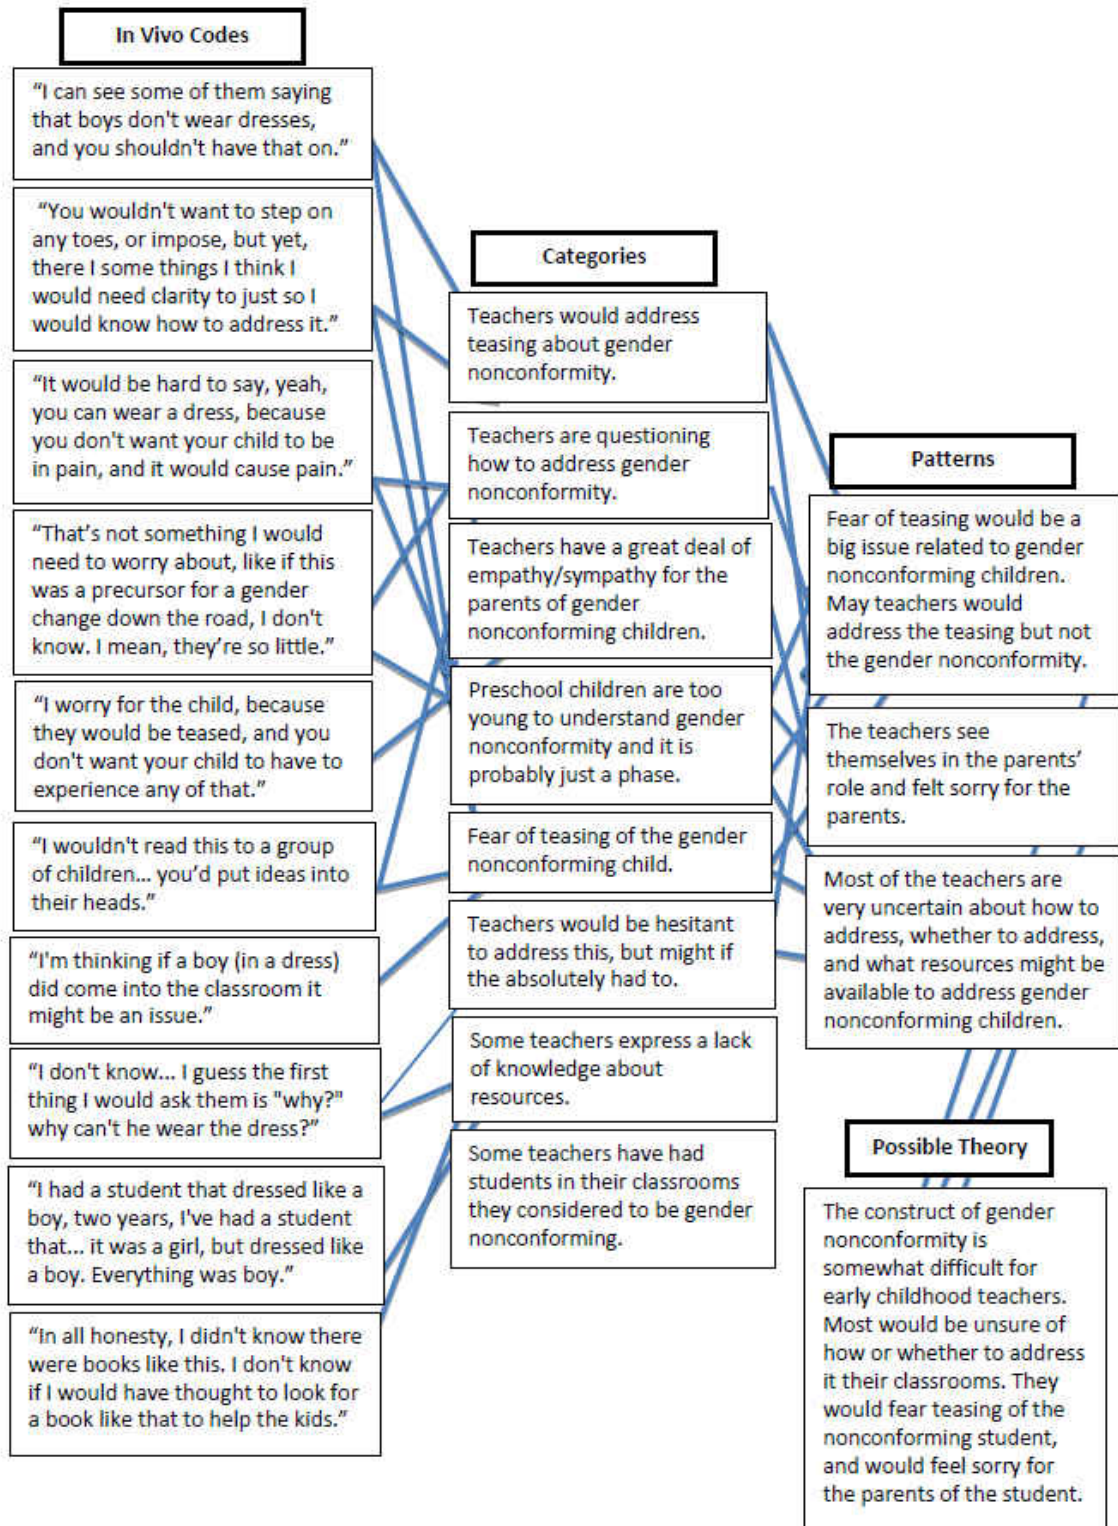 In Vivo Codes
“I can see some of them saying
that boys don't wear dresses,
and you shouldn't have that on.”
“You wouldn't want to step on
any toes, or impose, but yet,
there I some things I think I
would need clarity to just so I
would know how to address it.”
“It would be hard to say, yeah,
you can wear a dress, because
you don't want your child to be
in pain, and it would cause pain.”
“That’s not something I would
need to worry about, like if this
was a precursor for a gender
change down the road, I don't
know. I mean, they’re so little.”
“I worry for the child, because
they would be teased, and you
don't want your child to have to
experience any of that.”
“I wouldn't read this to a group
of children... you’d put ideas into
their heads.”
“I'm thinking if a boy (in a dress)
did come into the classroom it
might be an issue.”
“I don't know... I guess the first
thing I would ask them is "why?"
why can't he wear the dress?”
“I had a student that dressed like a
boy, two years, I've had a student
that... it was a girl, but dressed like
a boy. Everything was boy.”
“In all honesty, I didn't know there
were books like this. I don't know
if I would have thought to look for
a book like that to help the kids.”
Categories
Teachers would address
teasing about gender
nonconformity.
Teachers are questioning
how to address gender
nonconformity.
Teachers have a great deal of
empathy/sympathy for the
parents of gender
nonconforming children.
Preschool children are too
young to understand gender
nonconformity and it is
probably just a phase.
Fear of teasing of the gender
nonconforming child.
Teachers would be hesitant
to address this, but might if
the absolutely had to.
Some teachers express a lack
of knowledge about
resources.
Some teachers have had
students in their classrooms
they considered to be gender
nonconforming.
Patterns
Fear of teasing would be a
big issue related to gender
nonconforming children.
May teachers would
address the teasing but not
the gender nonconformity.
The teachers see
themselves in the parents’
role and felt sorry for the
parents.
Most of the teachers are
very uncertain about how to
address, whether to address,
and what resources might be
available to address gender
nonconforming children.
Possible Theory
The construct of gender
nonconformity is
somewhat difficult for
early childhood teachers.
Most would be unsure of
how or whether to address
it their classrooms. They
would fear teasing of the
nonconforming student,
and would feel sorry for
the parents of the student.